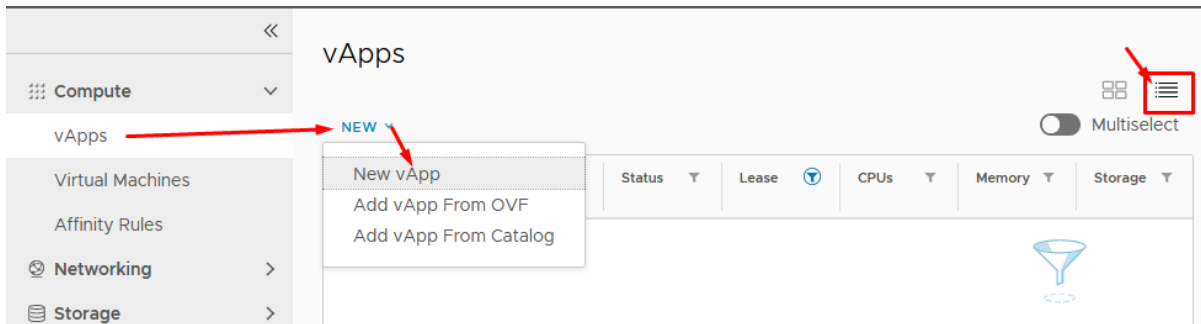 vApps
Compute
vApps
Virtual Machines
Affinity Rules
Networking
Storage
NEW
Multiselect
New vApp
Add vApp From OVF
Add vApp From Catalog
Status Lease CPUs Memory Storage